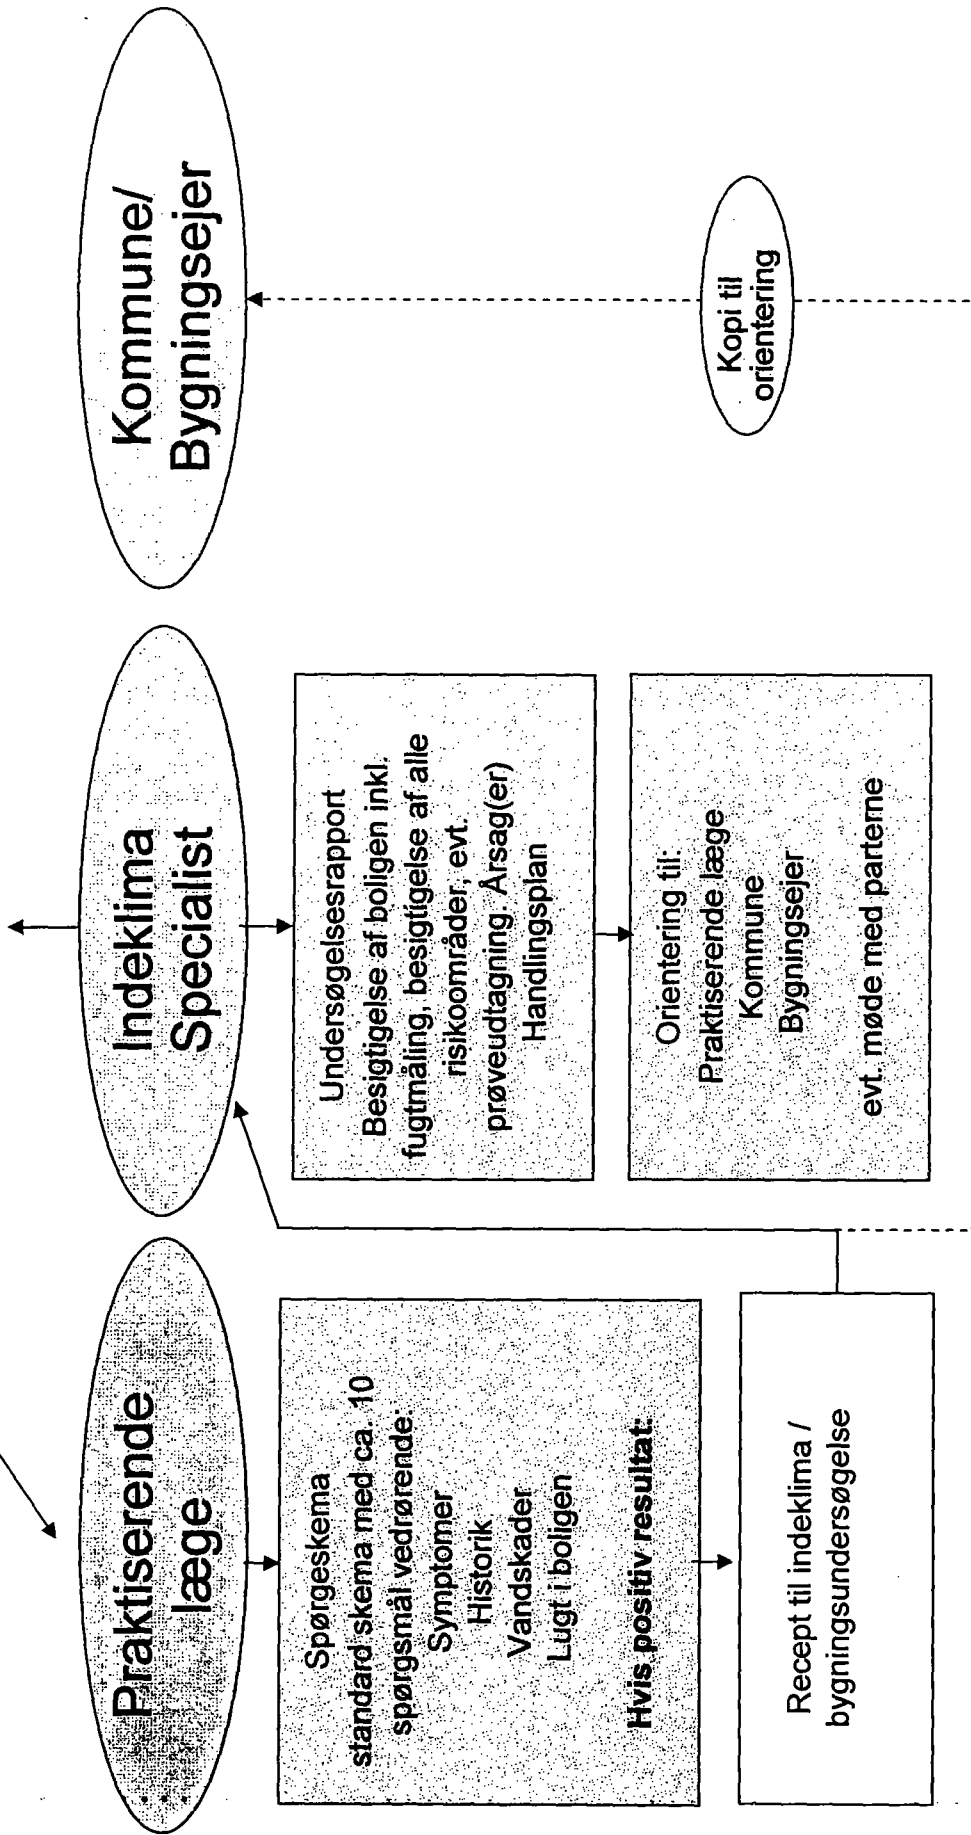 Praktiserende
læge
Spørgeskema
standard skema med ca. 10
spørgsmål vedrørende:
Symptomer
Historik
Vandskader
Lugt i boligen
Hvis positiv resultat:
Recept til indeklima /
bygningsundersøgelse
Indeklima
Specialist
Undersøgelsesrapport
Besigtigelse af boligen inkl.
fugtmåling, besigtigelse af alle
risikoområder, evt.
prøveudtagning. Årsag(er)
Handlingsplan
Orientering til:
Praktiserende læge
Kommune
Bygningsejer
evt. møde med parterne
Kommune/
Bygningsejer
Kopi til
orientering